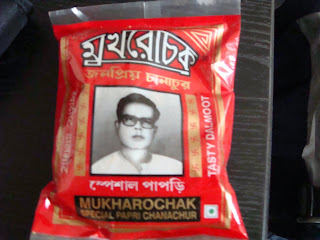 মুখরোচক
জনপ্রিয় চানাচুর
TASTY DALMOOT
স্পেশাল পাপড়ি
MUKHAROCHAK
SPECIAL PAPRI CHANACHUR